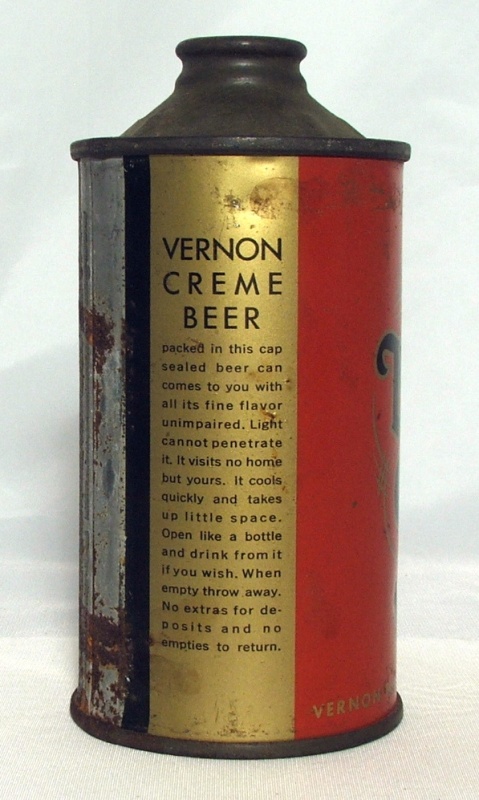 VERNON
CREME
BEER
packed in this cap
sealed beer can
comes to you with
all its fine flavor
unimpaired. Light
cannot penetrate
it. It visits no home
but yours. It cools
quickly and takes
up little space.
Open like a bottle
and drink from it
if you wish. When
empty throw away.
No extras for de-
posits and no
empties to return.
VERNON